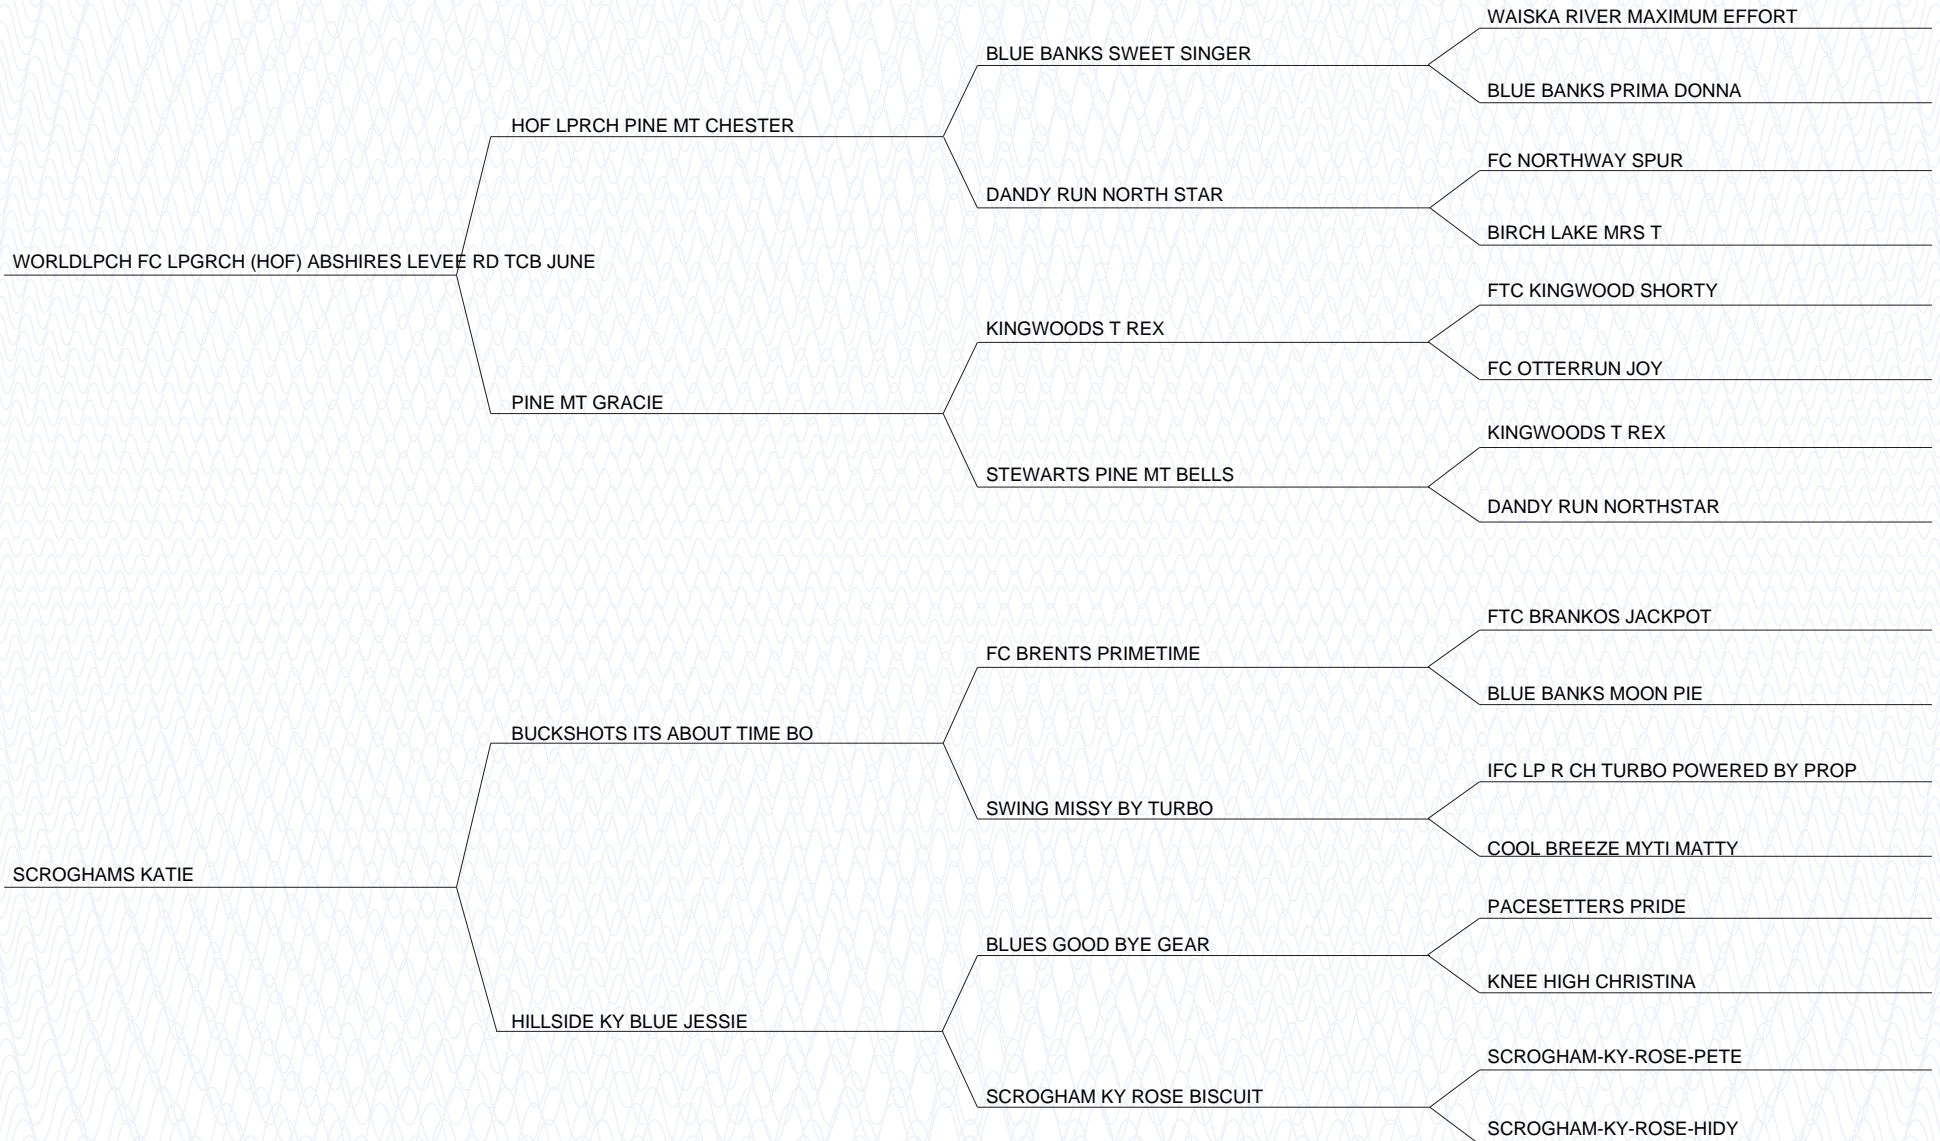 WAISKA RIVER MAXIMUM EFFORT
BLUE BANKS SWEET SINGER
BLUE BANKS PRIMA DONNA
HOF LPRCH PINE MT CHESTER
FC NORTHWAY SPUR
DANDY RUN NORTH STAR
BIRCH LAKE MRS T
WORLDLPCH FC LPGRCH (HOF) ABSHIRES LEVEE RD TCB JUNE
FTC KINGWOOD SHORTY
KINGWOODS T REX
FC OTTERRUN JOY
PINE MT GRACIE
KINGWOODS T REX
STEWARTS PINE MT BELLS
DANDY RUN NORTHSTAR
FTC BRANKOS JACKPOT
FC BRENTS PRIMETIME
BLUE BANKS MOON PIE
BUCKSHOTS ITS ABOUT TIME BO
IFC LP R CH TURBO POWERED BY PROP
SWING MISSY BY TURBO
COOL BREEZE MYTI MATTY
SCROGHAMS KATIE
PACESETTERS PRIDE
BLUES GOOD BYE GEAR
KNEE HIGH CHRISTINA
HILLSIDE KY BLUE JESSIE
SCROGHAM-KY-ROSE-PETE
SCROGHAM KY ROSE BISCUIT
SCROGHAM-KY-ROSE-HIDY